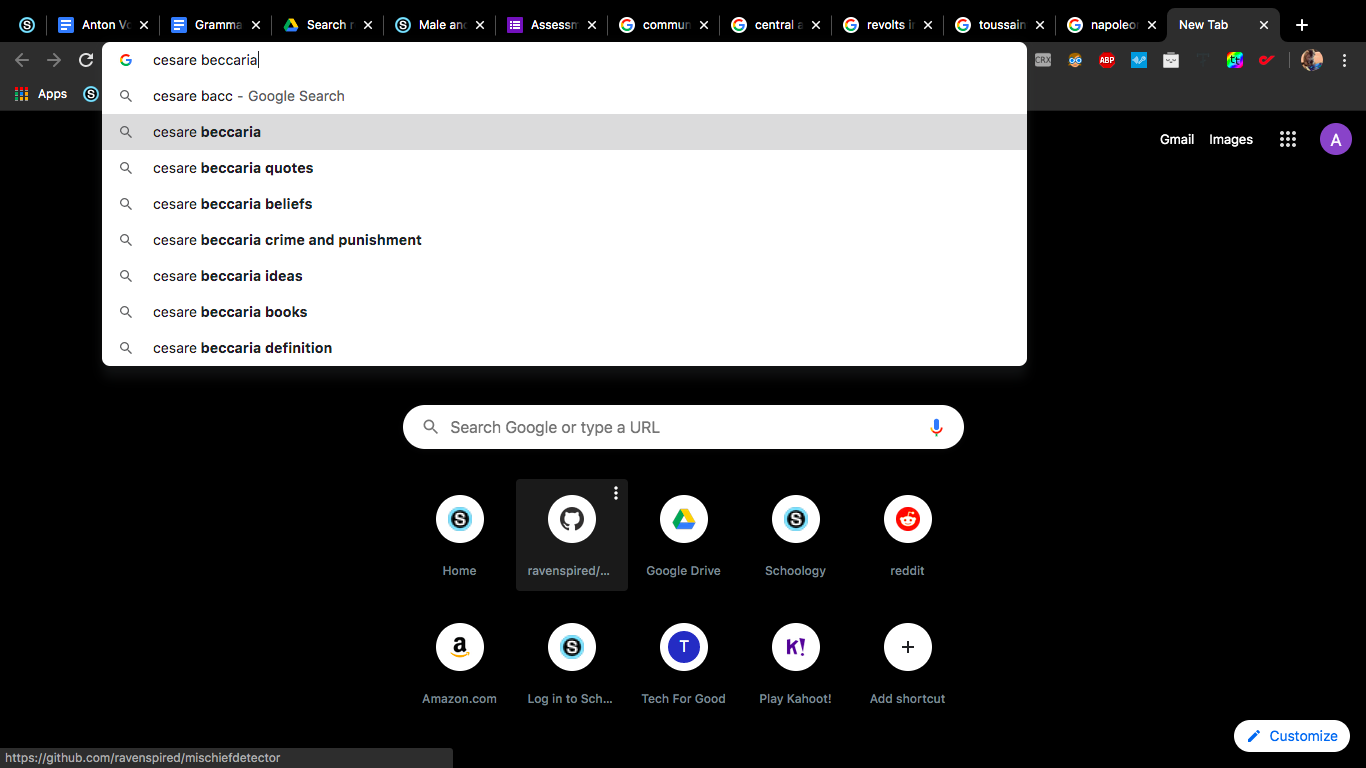 Anton Vo
Gramma
Search r
Male and
Assessm
commun
central a
revolts in
toussain
napoleon
New Tab
cesare beccaria
CRX
ABP
Apps
cesare bacc - Google Search
cesare beccaria
cesare beccaria quotes
cesare beccaria beliefs
cesare beccaria crime and punishment
cesare beccaria ideas
cesare beccaria books
cesare beccaria definition
Gmail Images
A
Search Google or type a URL
Home
ravenspired/...
Google Drive
Schoology
reddit
Amazon.com
Log in to Sch...
T
Tech For Good
K!
Play Kahoot!
Add shortcut
Customize
https://github.com/ravenspired/mischiefdetector